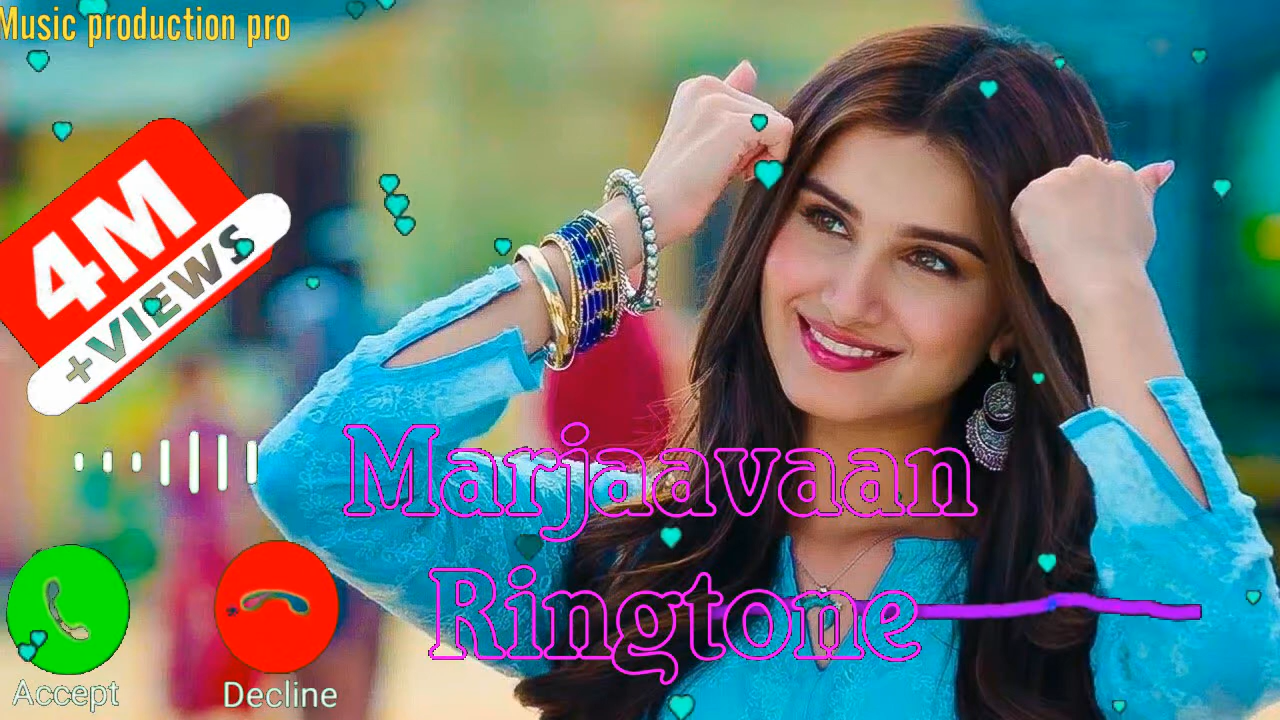 Music production pro
4M
+VIEWS
Marjaavaan
Ringtone
Accept
Decline